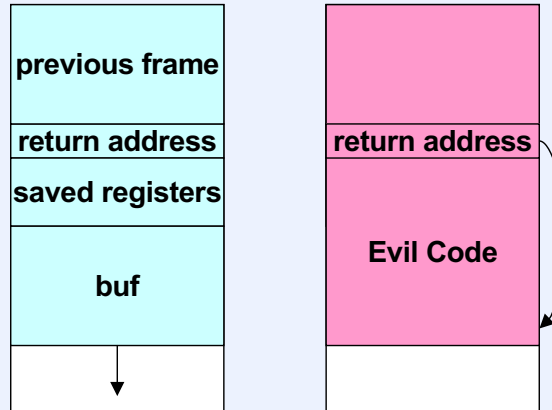 previous frame
return address
saved registers
buf
return address
Evil Code